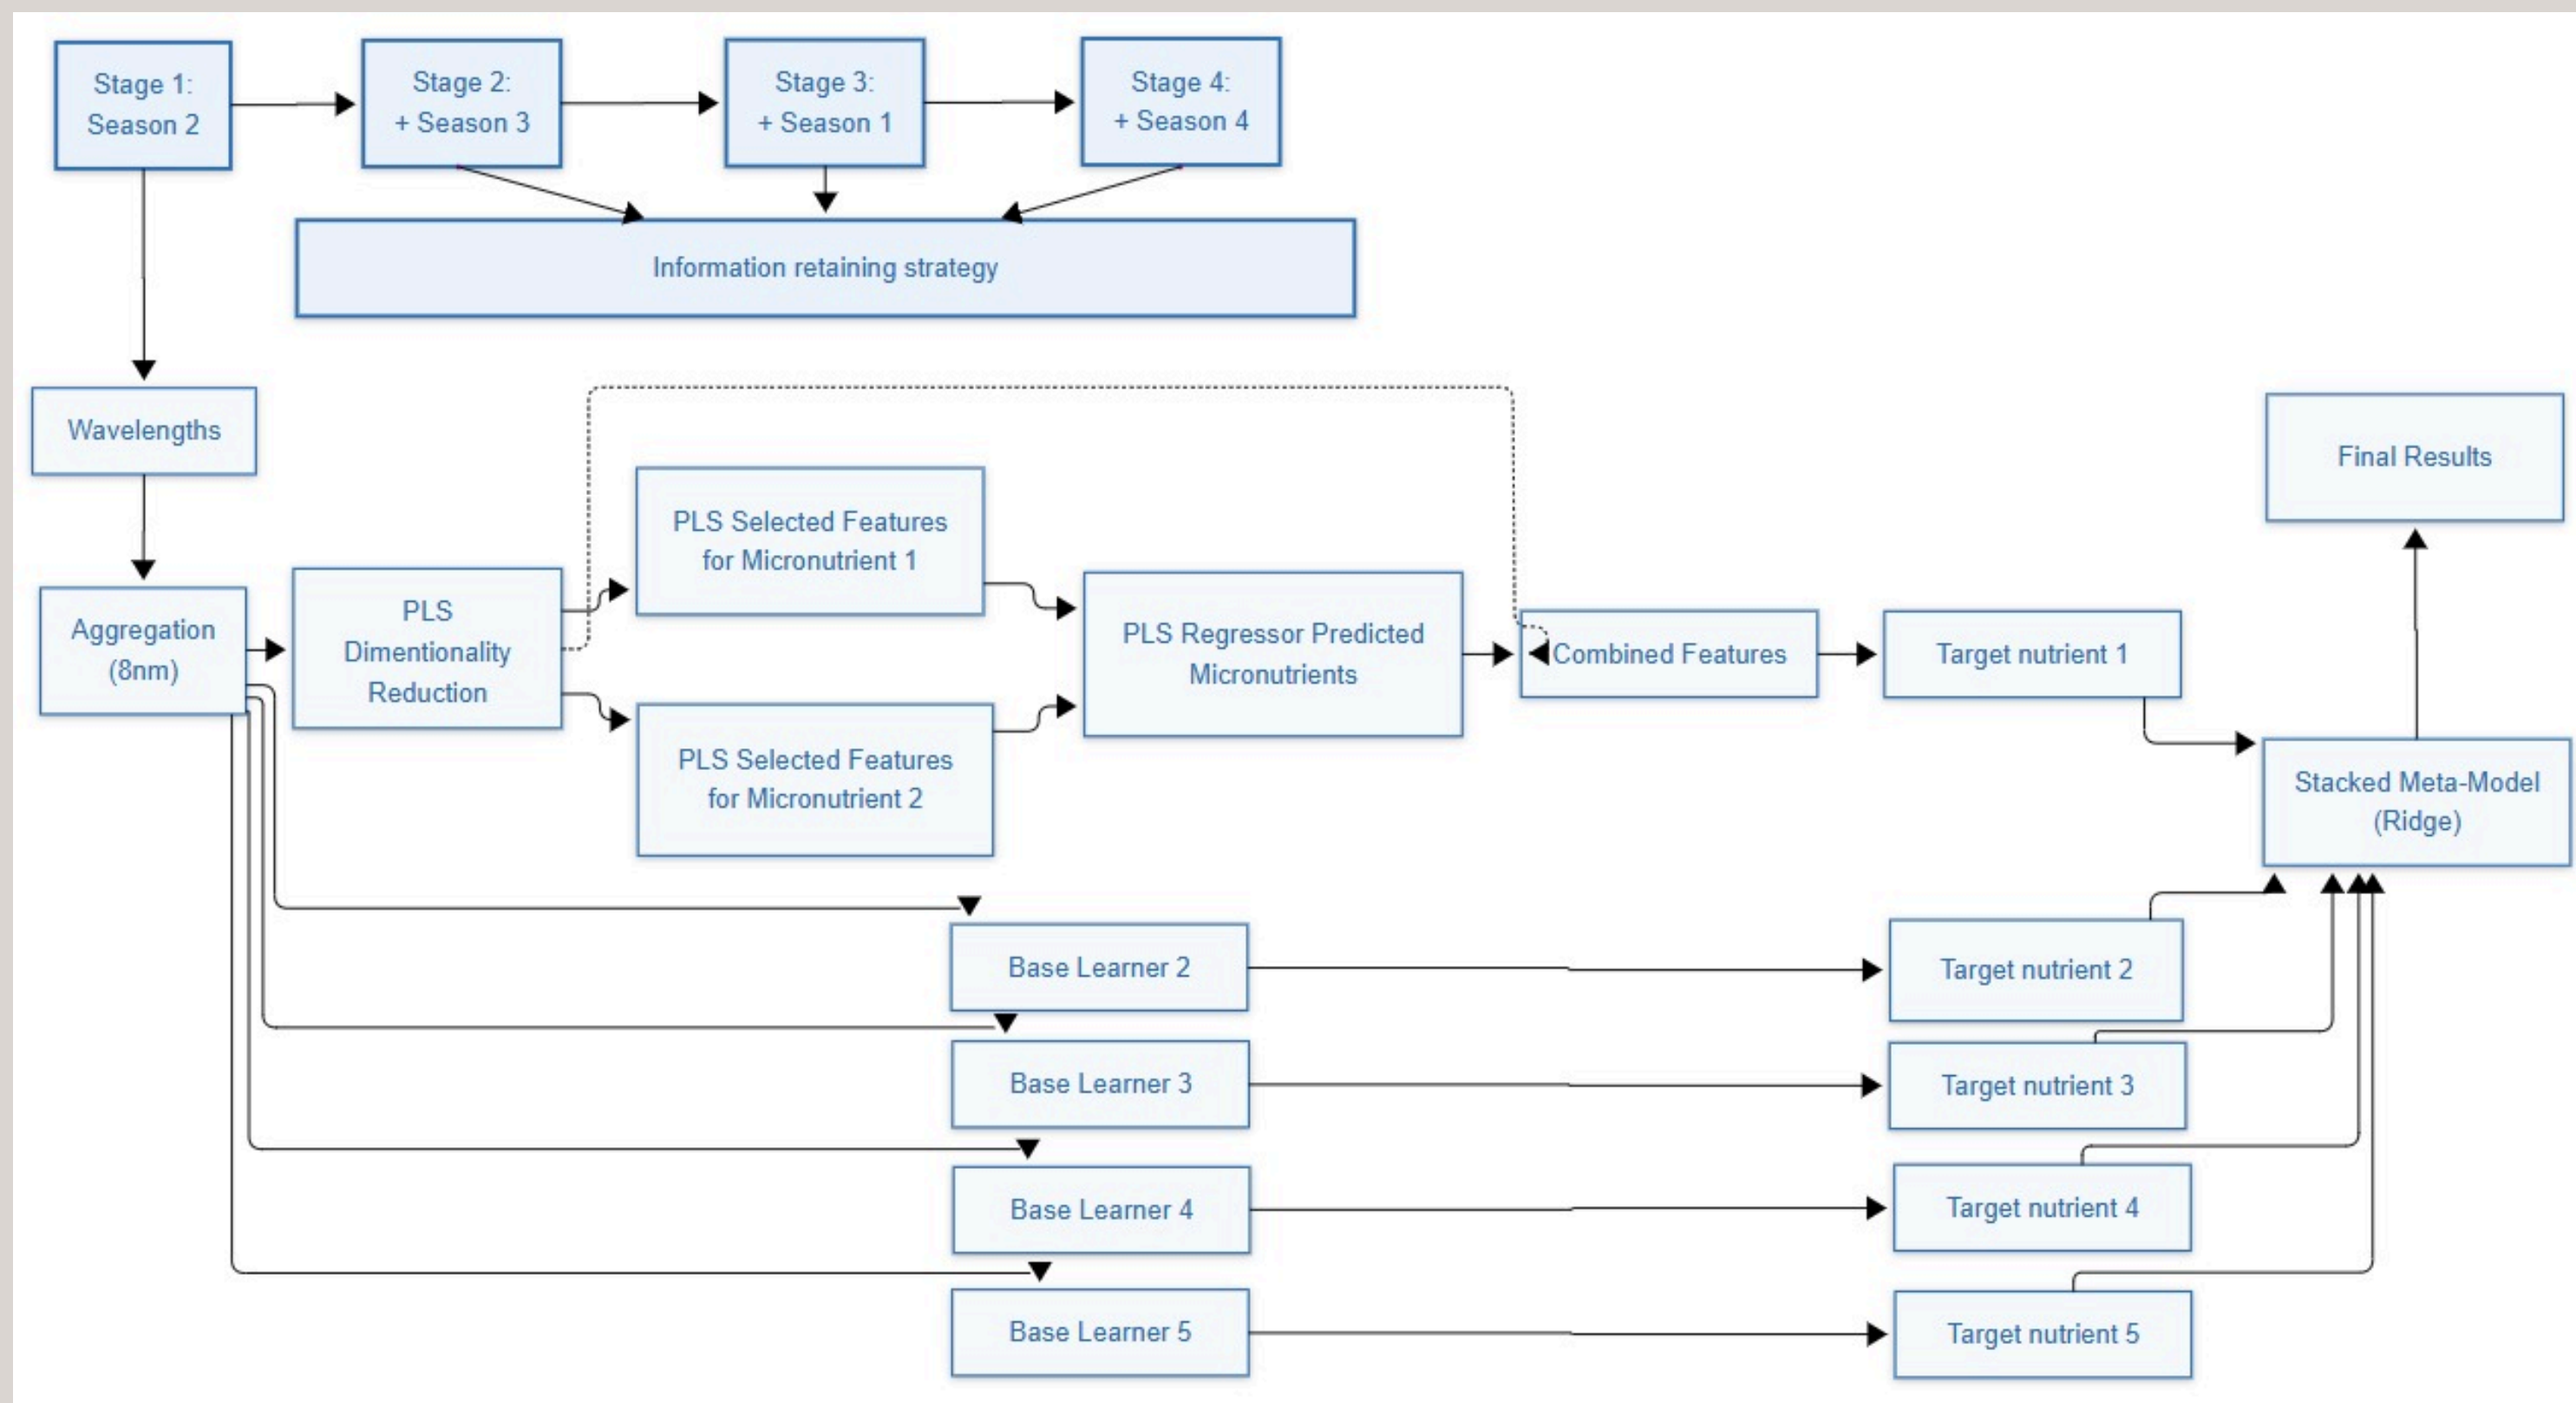 Stage 1:
Season 2
Stage 2:
+ Season 3
Stage 3:
+ Season 1
Stage 4:
+ Season 4
Information retaining strategy
Wavelengths
Final Results
PLS Selected Features
for Micronutrient 1
Aggregation
(8nm)
PLS
Dimentionality
Reduction
PLS Regressor Predicted
Micronutrients
Combined Features
Target nutrient 1
PLS Selected Features
for Micronutrient 2
Stacked Meta-Model
(Ridge)
Base Learner 2
Target nutrient 2
Base Learner 3
Target nutrient 3
Base Learner 4
Target nutrient 4
Base Learner 5
Target nutrient 5